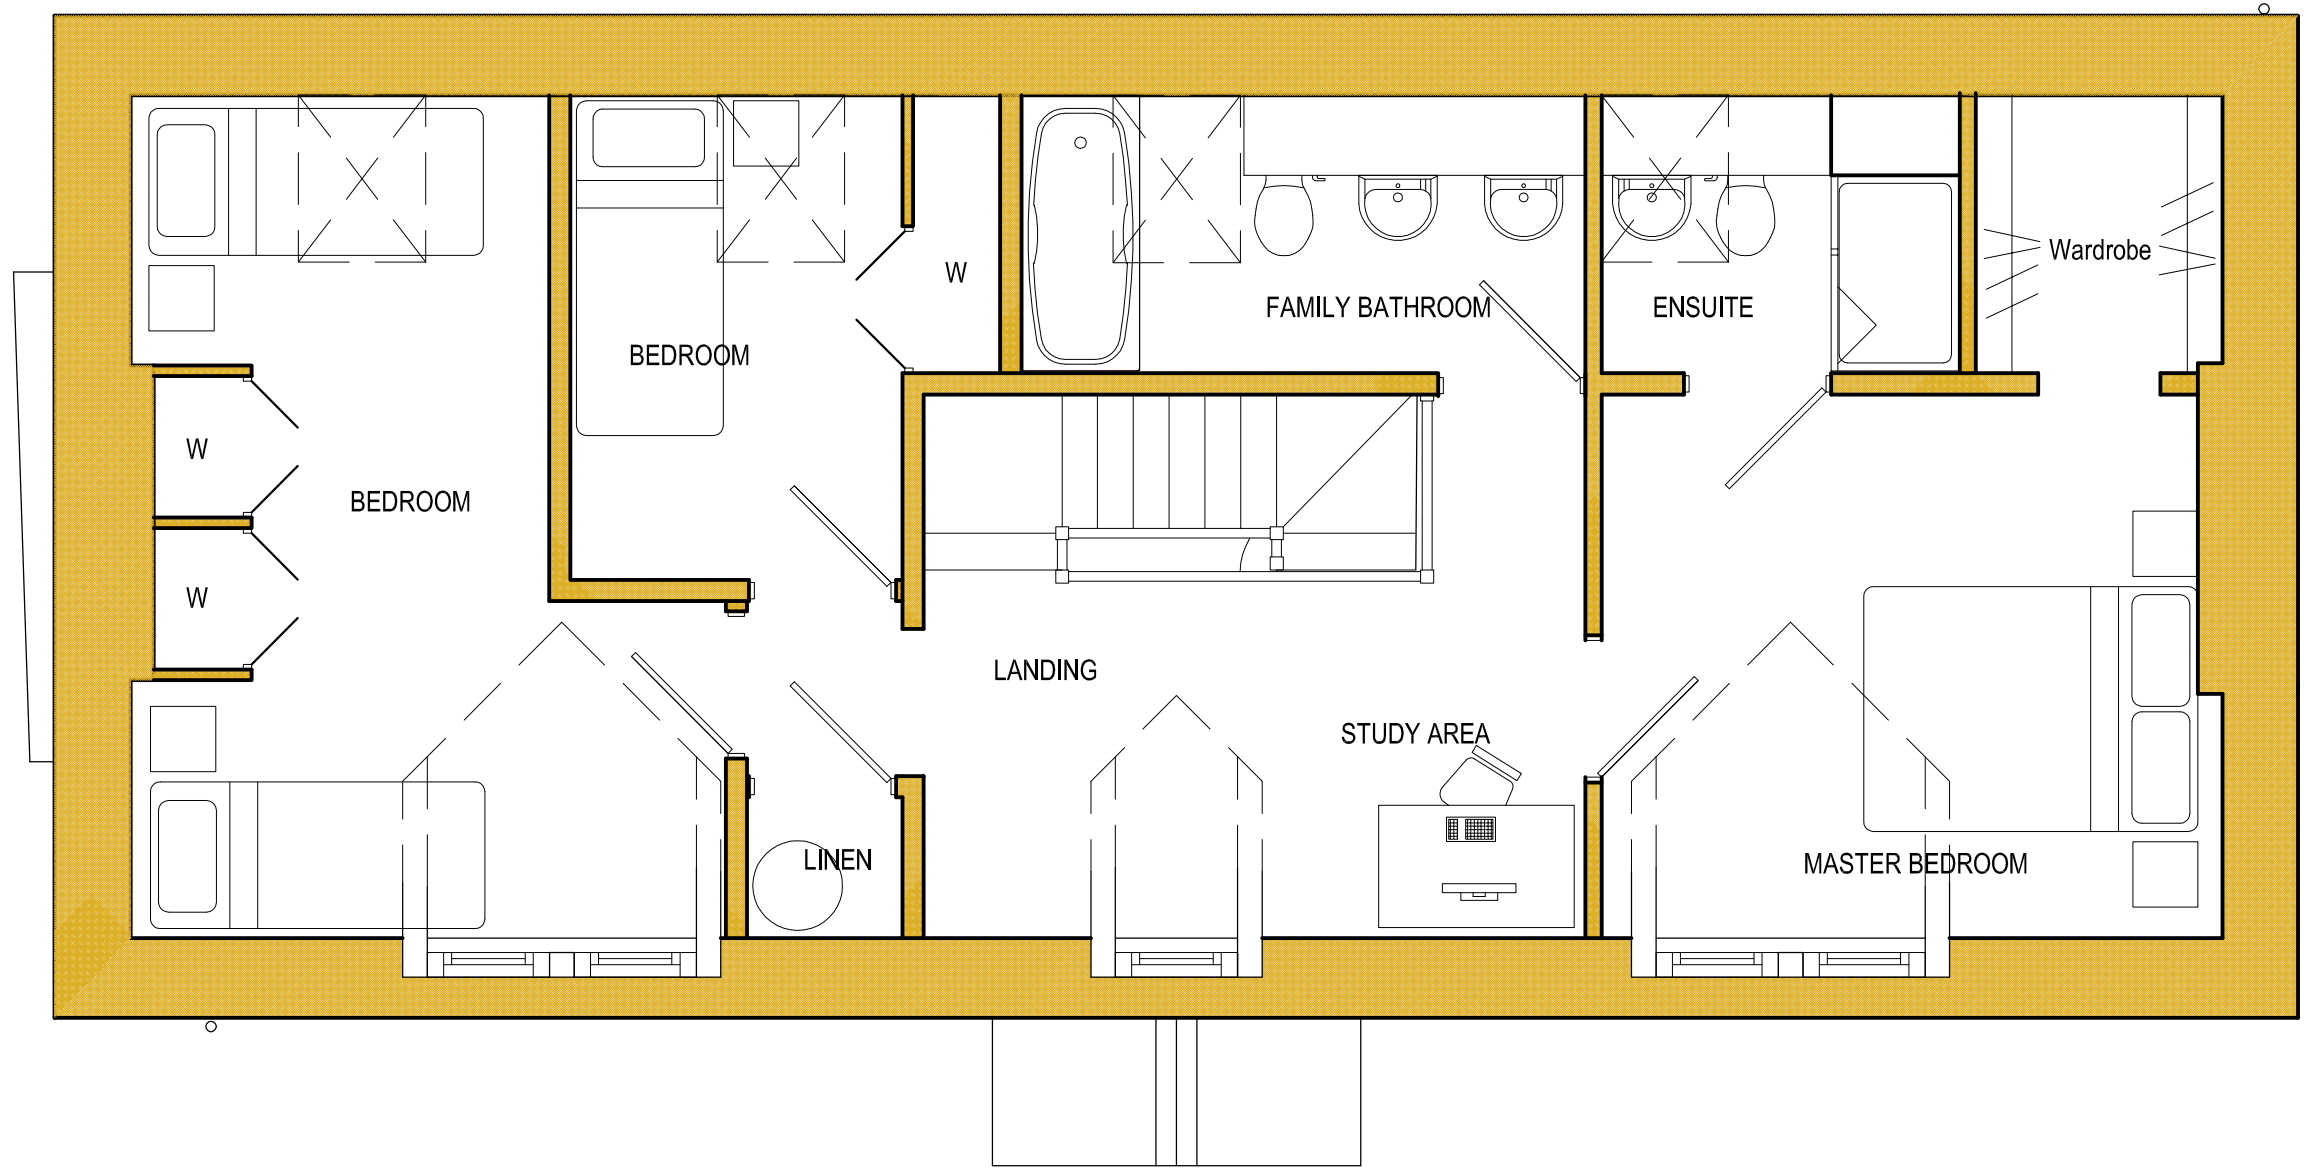 Wardrobe
W
FAMILY BATHROOM
ENSUITE
BEDROOM
W
BEDROOM
W
LANDING
STUDY AREA
LINEN
MASTER BEDROOM